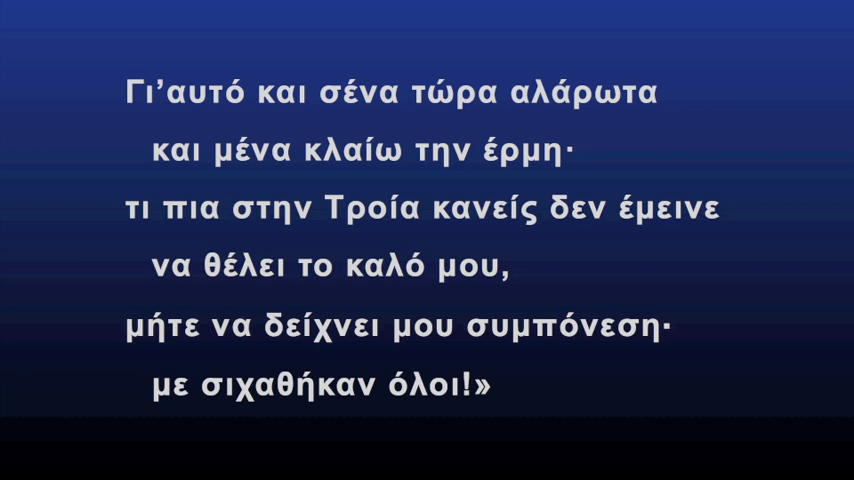 Γι’αυτό και σένα τώρα αλάρωτα
και μένα κλαίω την έρμη·
τι πια στην Τροία κανείς δεν έμεινε
να θέλει το καλό μου,
μήτε να δείχνει μου συμπόνεση·
με σιχαθήκαν όλοι!»